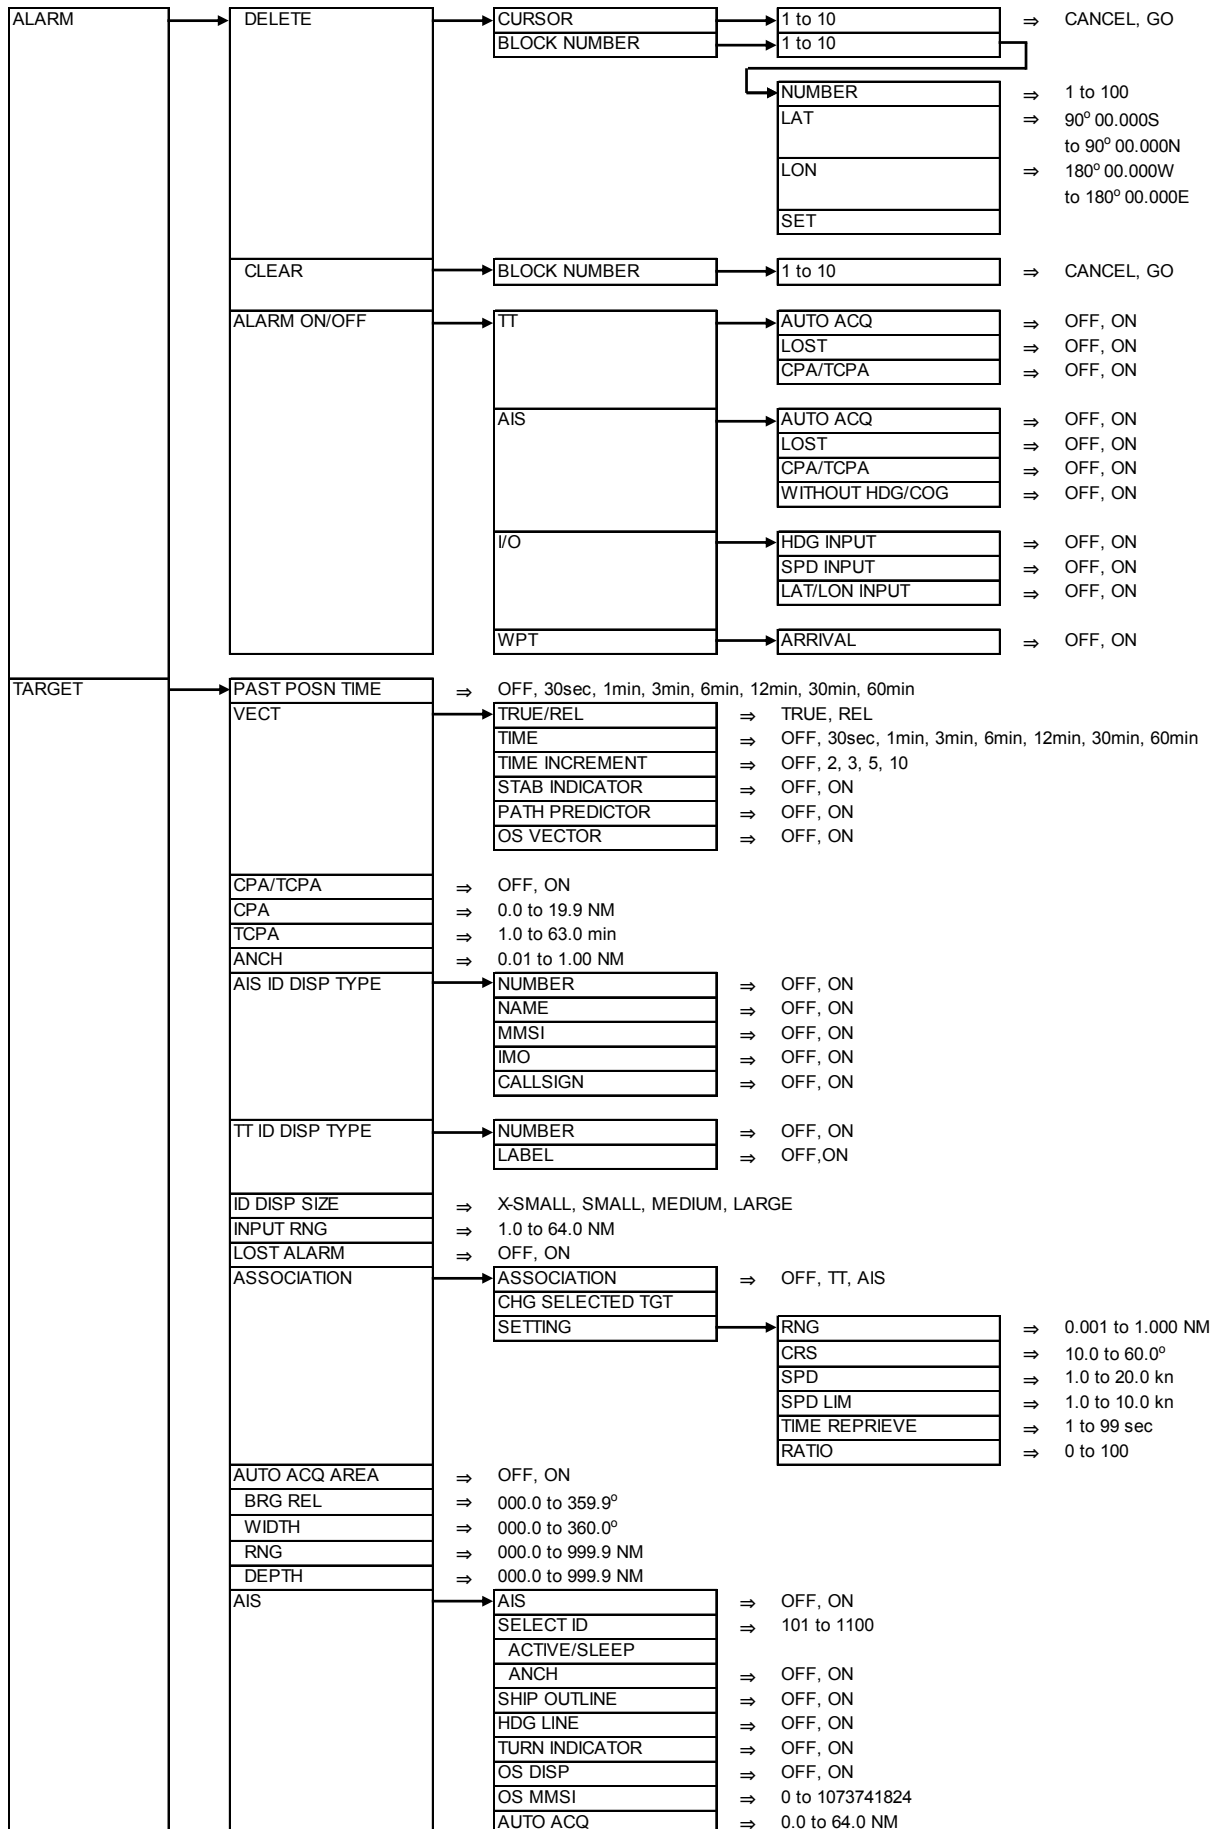 ALARM DELETE CURSOR 1 to 10 ⇒ CANCEL, GO
BLOCK NUMBER 1 to 10
NUMBER ⇒ 1 to 100
LAT ⇒ 90° 00.000S
to 90° 00.000N
LON ⇒ 180° 00.000W
to 180° 00.000E
SET
CLEAR BLOCK NUMBER 1 to 10 ⇒ CANCEL, GO
ALARM ON/OFF TT AUTO ACQ ⇒ OFF, ON
LOST ⇒ OFF, ON
CPA/TCPA ⇒ OFF, ON
AIS AUTO ACQ ⇒ OFF, ON
LOST ⇒ OFF, ON
CPA/TCPA ⇒ OFF, ON
WITHOUT HDG/COG ⇒ OFF, ON
I/O HDG INPUT ⇒ OFF, ON
SPD INPUT ⇒ OFF, ON
LAT/LON INPUT ⇒ OFF, ON
WPT ARRIVAL ⇒ OFF, ON
TARGET PAST POSN TIME ⇒ OFF, 30sec, 1min, 3min, 6min, 12min, 30min, 60min
VECT TRUE/REL ⇒ TRUE, REL
TIME ⇒ OFF, 30sec, 1min, 3min, 6min, 12min, 30min, 60min
TIME INCREMENT ⇒ OFF, 2, 3, 5, 10
STAB INDICATOR ⇒ OFF, ON
PATH PREDICTOR ⇒ OFF, ON
OS VECTOR ⇒ OFF, ON
CPA/TCPA ⇒ OFF, ON
CPA ⇒ 0.0 to 19.9 NM
TCPA ⇒ 1.0 to 63.0 min
ANCH ⇒ 0.01 to 1.00 NM
AIS ID DISP TYPE NUMBER ⇒ OFF, ON
NAME ⇒ OFF, ON
MMSI ⇒ OFF, ON
IMO ⇒ OFF, ON
CALLSIGN ⇒ OFF, ON
TT ID DISP TYPE NUMBER ⇒ OFF, ON
LABEL ⇒ OFF,ON
ID DISP SIZE ⇒ X-SMALL, SMALL, MEDIUM, LARGE
INPUT RNG ⇒ 1.0 to 64.0 NM
LOST ALARM ⇒ OFF, ON
ASSOCIATION ASSOCIATION ⇒ OFF, TT, AIS
CHG SELECTED TGT
SETTING RNG ⇒ 0.001 to 1.000 NM
CRS ⇒ 10.0 to 60.0°
SPD ⇒ 1.0 to 20.0 kn
SPD LIM ⇒ 1.0 to 10.0 kn
TIME REPRIEVE ⇒ 1 to 99 sec
RATIO ⇒ 0 to 100
AUTO ACQ AREA ⇒ OFF, ON
BRG REL ⇒ 000.0 to 359.9°
WIDTH ⇒ 000.0 to 360.0°
RNG ⇒ 000.0 to 999.9 NM
DEPTH ⇒ 000.0 to 999.9 NM
AIS AIS ⇒ OFF, ON
SELECT ID ⇒ 101 to 1100
ACTIVE/SLEEP
ANCH ⇒ OFF, ON
SHIP OUTLINE ⇒ OFF, ON
HDG LINE ⇒ OFF, ON
TURN INDICATOR ⇒ OFF, ON
OS DISP ⇒ OFF, ON
OS MMSI ⇒ 0 to 1073741824
AUTO ACQ ⇒ 0.0 to 64.0 NM